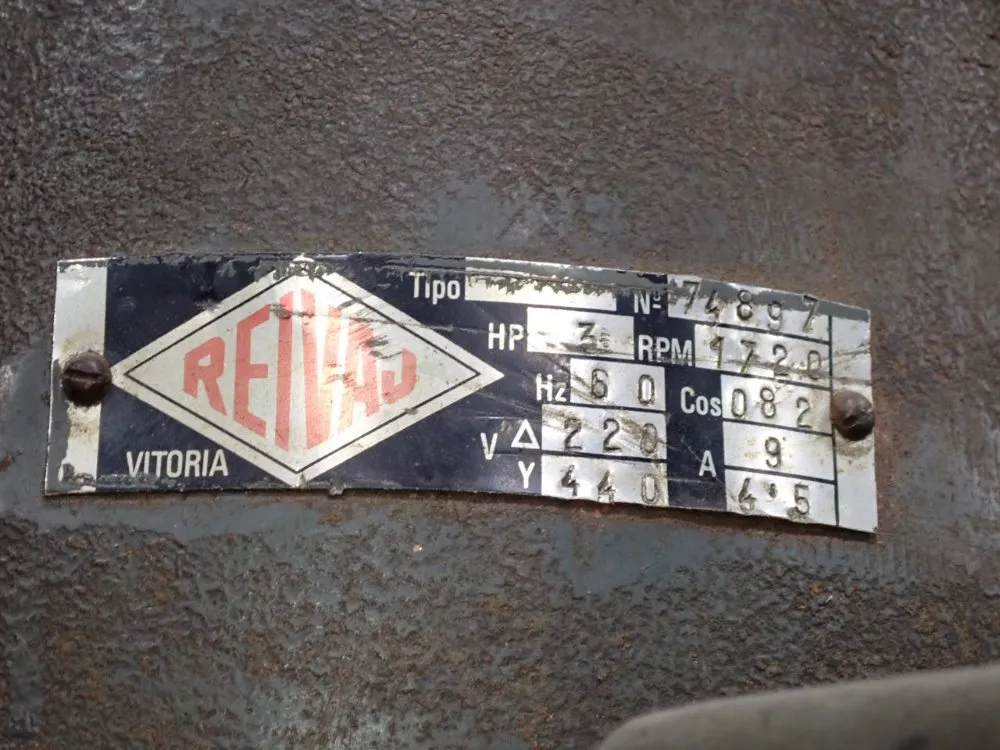 REIVAJ
VITORIA
Tipo Nº 74897
HP 3 RPM 1720
Hz 60 Cos 082
V Δ 220 A 9
Y 440 4'5